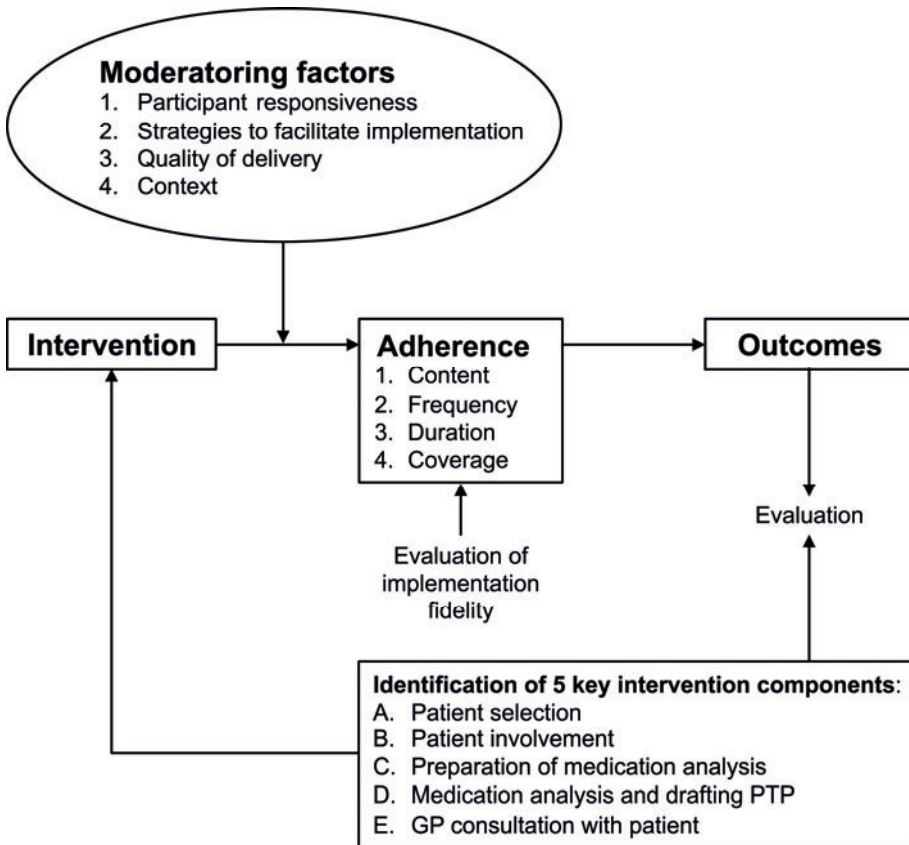 Moderatoring factors
1. Participant responsiveness
2. Strategies to facilitate implementation
3. Quality of delivery
4. Context
Intervention
Adherence
1. Content
2. Frequency
3. Duration
4. Coverage
Outcomes
Evaluation
Evaluation of
implementation
fidelity
Identification of 5 key intervention components:
A. Patient selection
B. Patient involvement
C. Preparation of medication analysis
D. Medication analysis and drafting PTP
E. GP consultation with patient